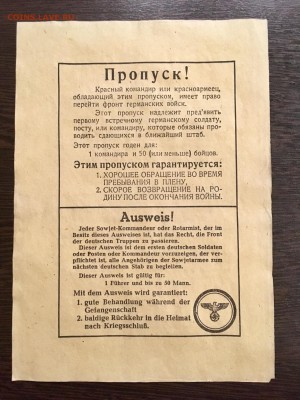 COINS.SU
Пропуск!
Красный командир или красноармеец,
обладающий этим пропуском, имеет право
перейти фронт германских войск.
Этот пропуск надлежит пред'явить
первому встречному германскому солдату,
посту, или командиру, которые обязаны про-
водить сдающихся в ближайший штаб.
Этот пропуск годен для:
1 командира и 50 (или меньше) бойцов.
Этим пропуском гарантируется:
1. ХОРОШЕЕ ОБРАЩЕНИЕ ВО ВРЕМЯ
ПРЕБЫВАНИЯ В ПЛЕНУ,
2. СКОРОЕ ВОЗВРАЩЕНИЕ НА РО-
ДИНУ ПОСЛЕ ОКОНЧАНИЯ ВОЙНЫ.
Ausweis!
Jeder Sowjet-Kommandeur oder Rotarmist, der im
Besitz dieses Ausweises ist, hat das Recht, die Front
der deutschen Truppen zu passieren.
Dieser Ausweis ist dem ersten deutschen Soldaten
oder Posten oder Kommandeur vorzuzeigen, der ver-
pflichtet ist, alle Angehörigen der Sowjetarmee zum
nächsten deutschen Stab zu begleiten.
Dieser Ausweis ist gültig für:
1 Führer und bis zu 50 Mann.
Mit dem Ausweis wird garantiert:
1. gute Behandlung während der
Gefangenschaft
2. baldige Rückkehr in die Heimat
nach Kriegsschluß.